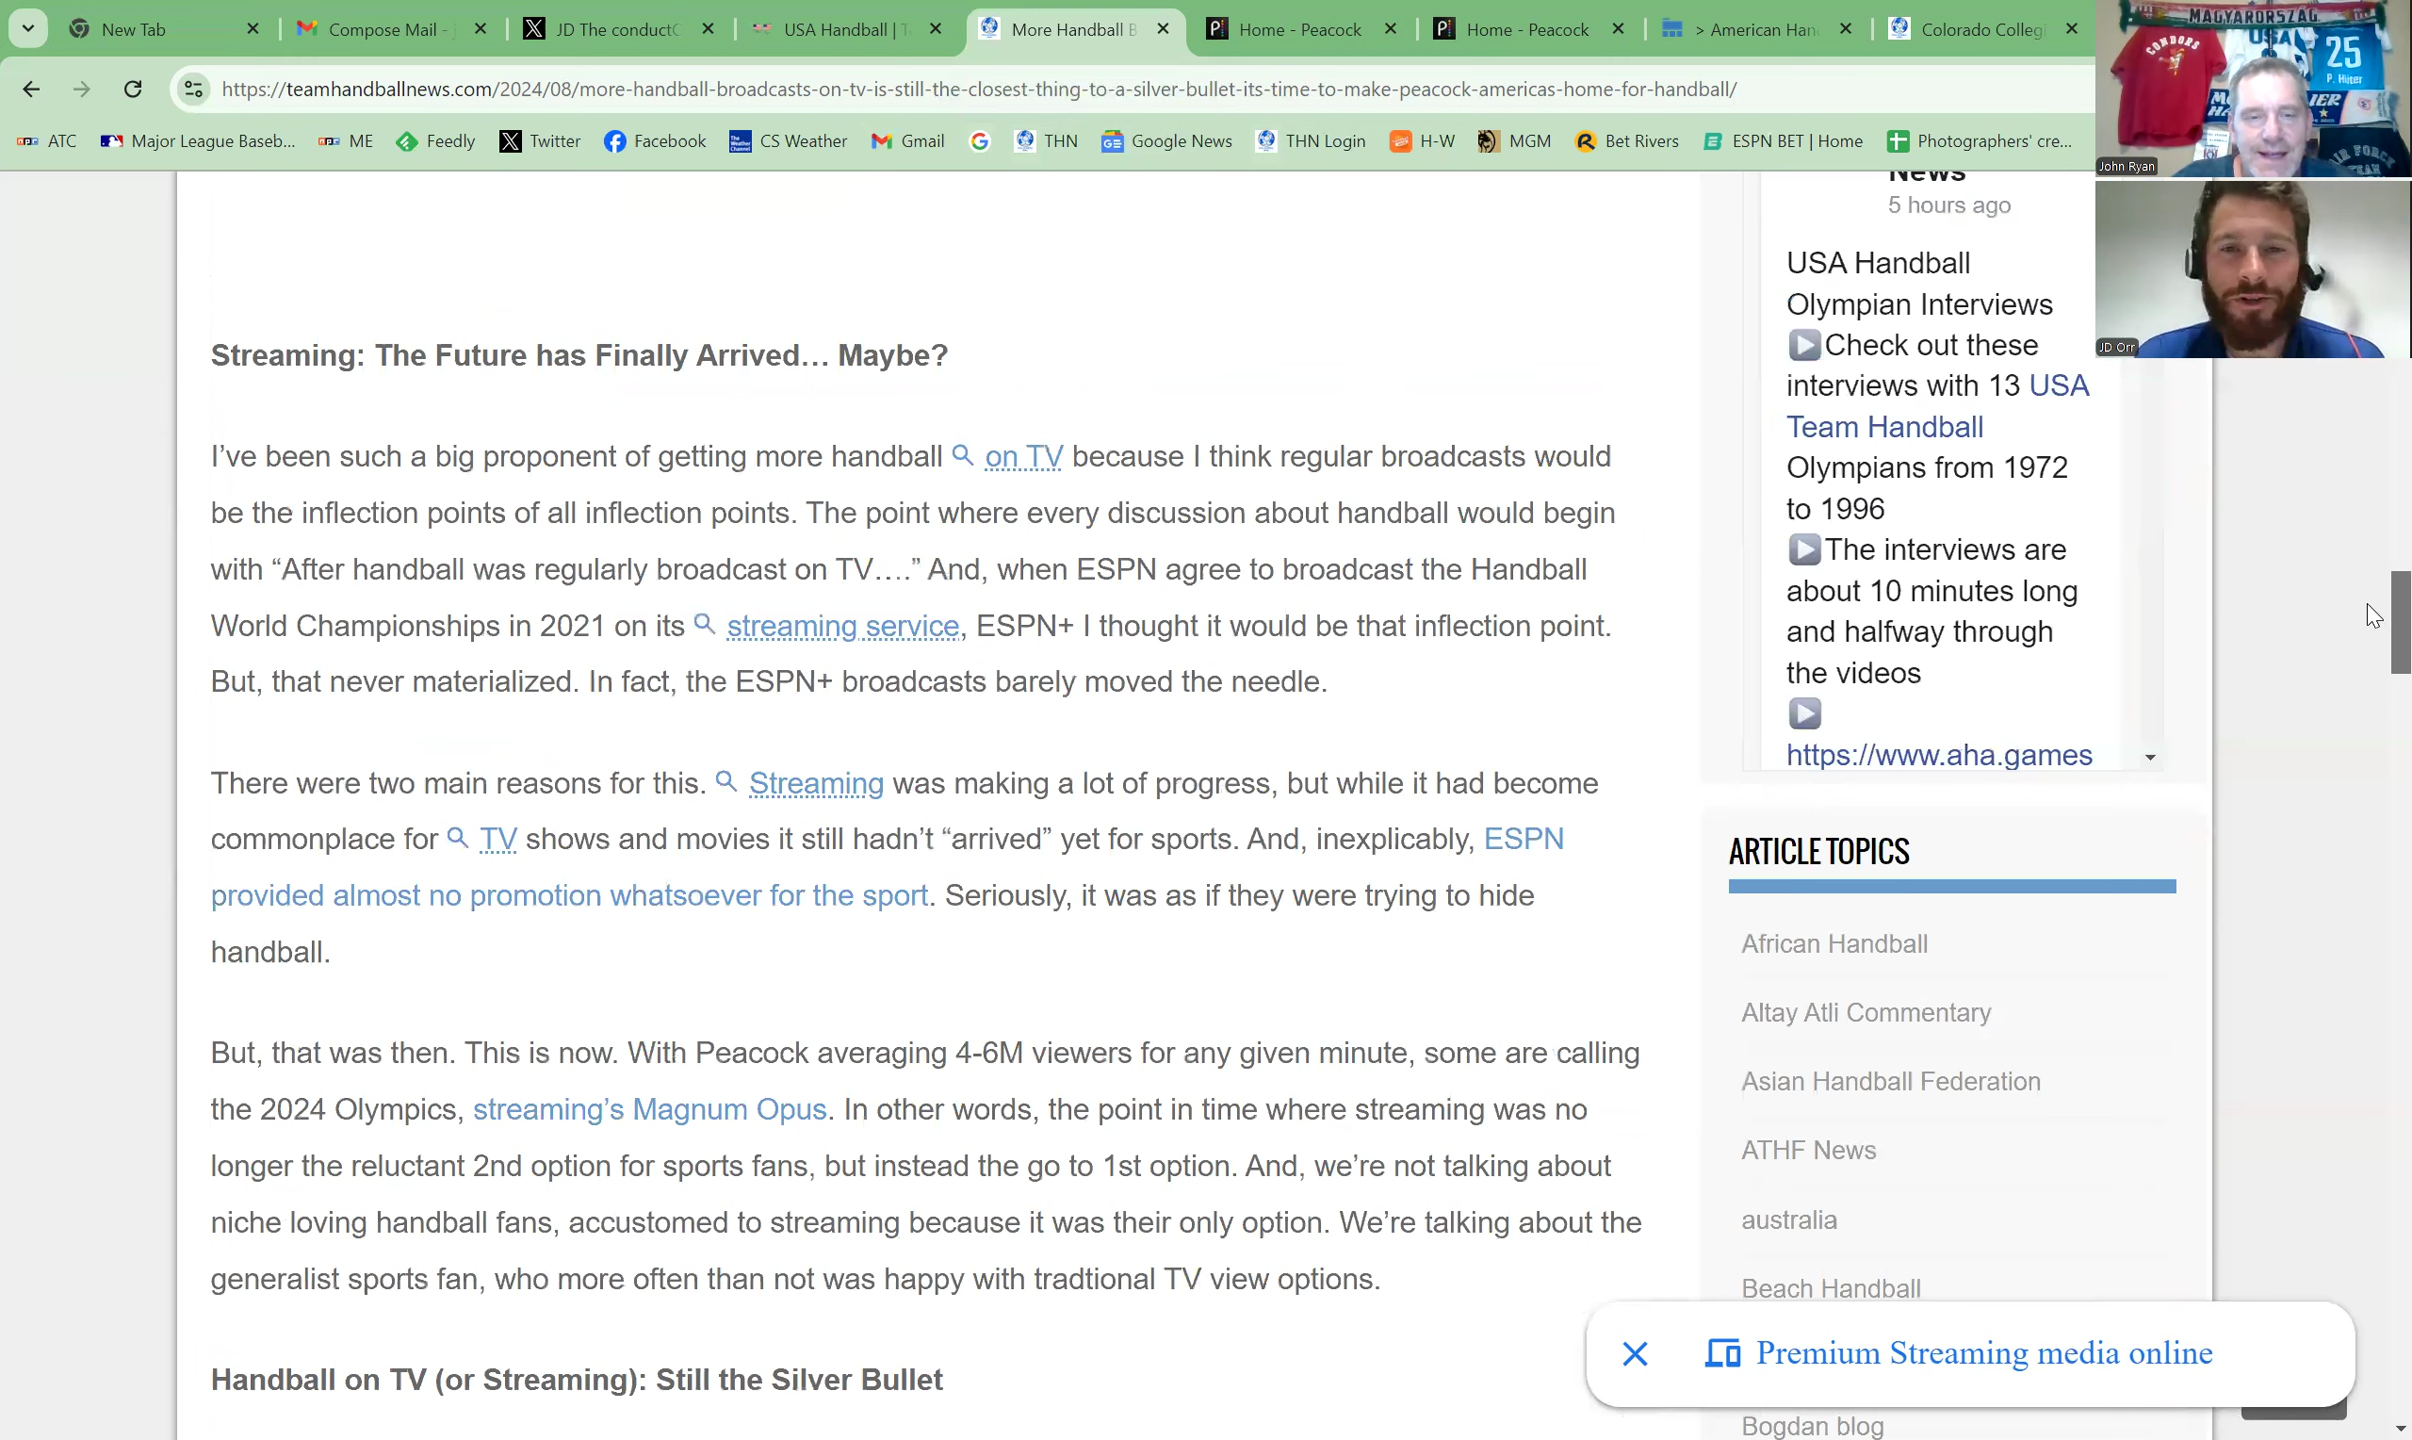 New Tab
Compose Mail -
JD The conduct
USA Handball | T
More Handball B
Home - Peacock
Home - Peacock
> American Han
Colorado Colleg
https://teamhandballnews.com/2024/08/more-handball-broadcasts-on-tv-is-still-the-closest-thing-to-a-silver-bullet-its-time-to-make-peacock-americas-home-for-handball/
ATC
Major League Baseb...
ME
Feedly
Twitter
Facebook
CS Weather
Gmail
THN
Google News
THN Login
H-W
MGM
Bet Rivers
ESPN BET | Home
Photographers' cre...
MAGYARORSZÁG
CONDORS
USA
25
P. Hüter
AIR FORCE
TEAM
John Ryan
JD Orr
Streaming: The Future has Finally Arrived… Maybe?
I’ve been such a big proponent of getting more handball on TV because I think regular broadcasts would
be the inflection points of all inflection points. The point where every discussion about handball would begin
with “After handball was regularly broadcast on TV….” And, when ESPN agree to broadcast the Handball
World Championships in 2021 on its streaming service, ESPN+ I thought it would be that inflection point.
But, that never materialized. In fact, the ESPN+ broadcasts barely moved the needle.
There were two main reasons for this. Streaming was making a lot of progress, but while it had become
commonplace for TV shows and movies it still hadn’t “arrived” yet for sports. And, inexplicably, ESPN
provided almost no promotion whatsoever for the sport. Seriously, it was as if they were trying to hide
handball.
But, that was then. This is now. With Peacock averaging 4-6M viewers for any given minute, some are calling
the 2024 Olympics, streaming’s Magnum Opus. In other words, the point in time where streaming was no
longer the reluctant 2nd option for sports fans, but instead the go to 1st option. And, we’re not talking about
niche loving handball fans, accustomed to streaming because it was their only option. We’re talking about the
generalist sports fan, who more often than not was happy with tradtional TV view options.
Handball on TV (or Streaming): Still the Silver Bullet
News
5 hours ago
USA Handball
Olympian Interviews
Check out these
interviews with 13 USA
Team Handball
Olympians from 1972
to 1996
The interviews are
about 10 minutes long
and halfway through
the videos
https://www.aha.games
ARTICLE TOPICS
African Handball
Altay Atli Commentary
Asian Handball Federation
ATHF News
australia
Beach Handball
Premium Streaming media online
Bogdan blog